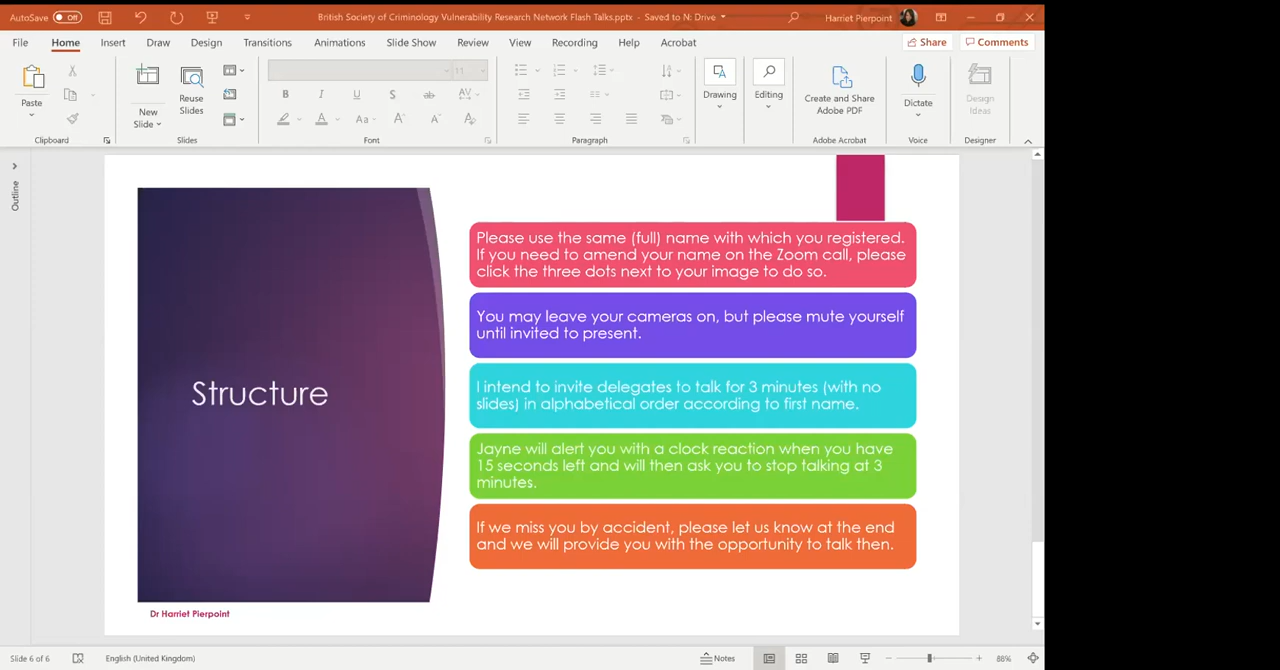 AutoSave Off
British Society of Criminology Vulnerability Research Network Flash Talks.pptx - Saved to N: Drive
Harriet Pierpoint
File Home Insert Draw Design Transitions Animations Slide Show Review View Recording Help Acrobat
Share Comments
Paste
New
Slide
Reuse
Slides
11
B I U S ab AV
A Aa A A A
Drawing
Editing
Create and Share
Adobe PDF
Dictate
Design
Ideas
Clipboard Slides Font Paragraph Adobe Acrobat Voice Designer
Outline
Structure
Please use the same (full) name with which you registered.
If you need to amend your name on the Zoom call, please
click the three dots next to your image to do so.
You may leave your cameras on, but please mute yourself
until invited to present.
I intend to invite delegates to talk for 3 minutes (with no
slides) in alphabetical order according to first name.
Jayne will alert you with a clock reaction when you have
15 seconds left and will then ask you to stop talking at 3
minutes.
If we miss you by accident, please let us know at the end
and we will provide you with the opportunity to talk then.
Dr Harriet Pierpoint
Slide 6 of 6 English (United Kingdom) Notes 88%